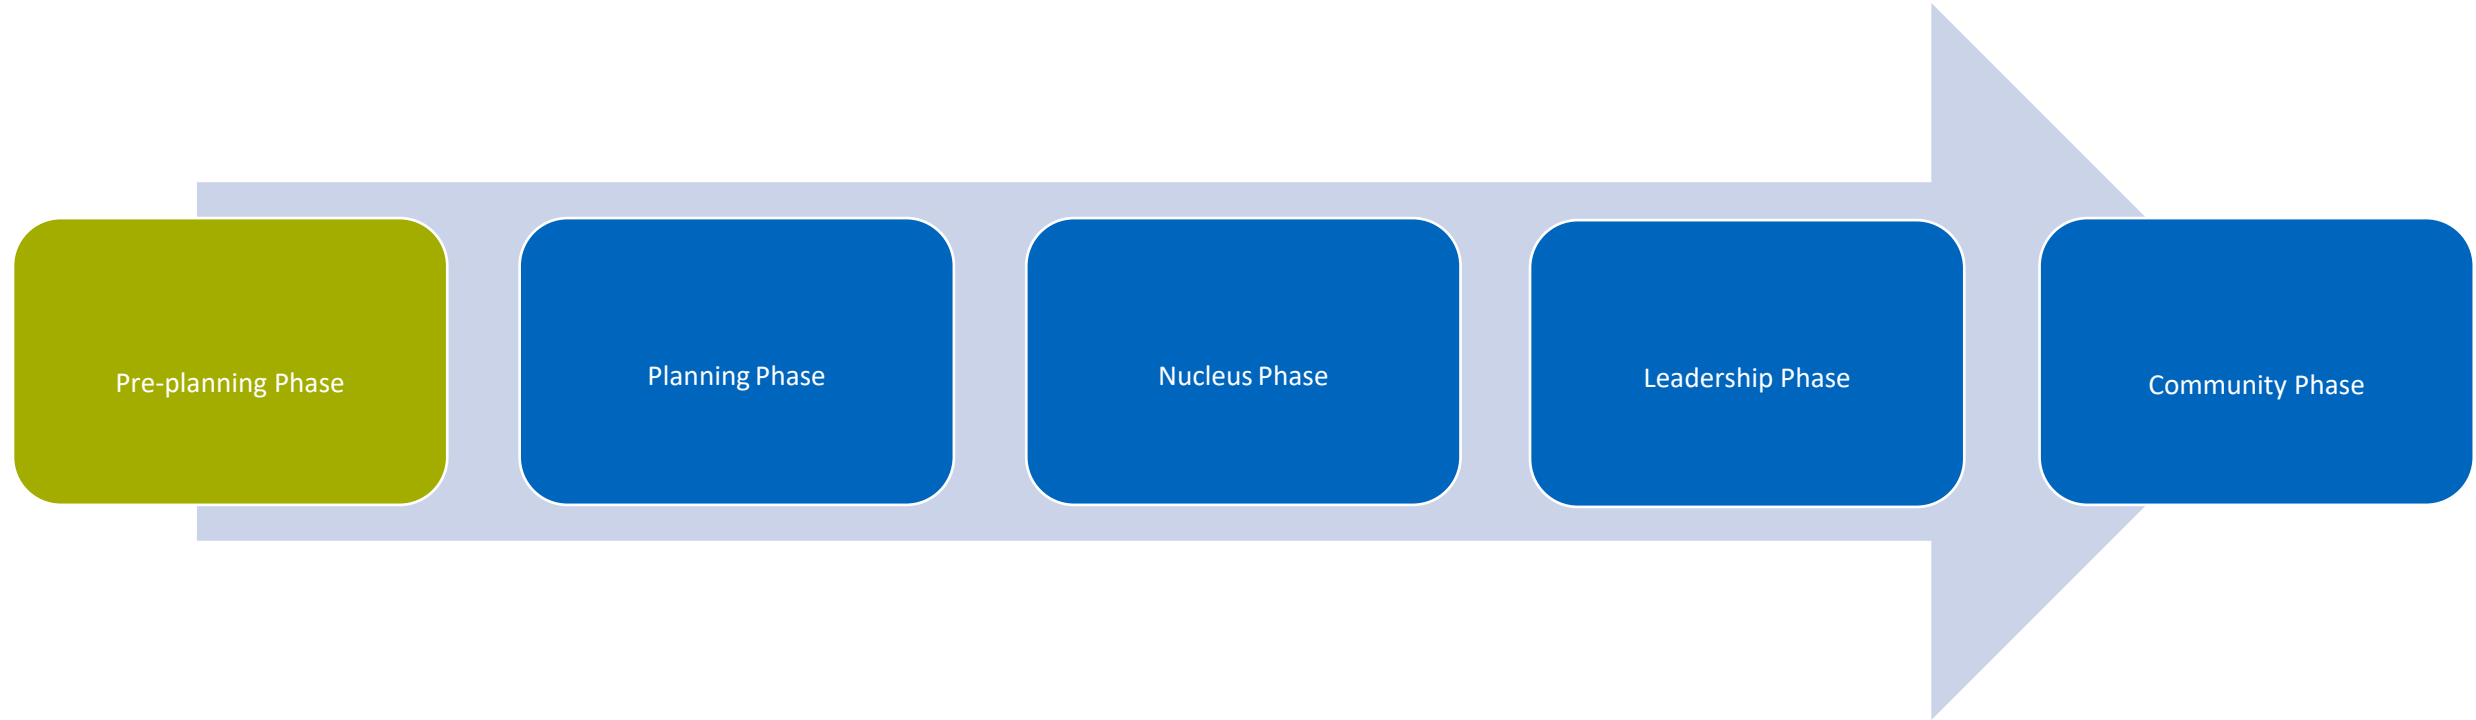 Pre-planning Phase
Planning Phase
Nucleus Phase
Leadership Phase
Community Phase